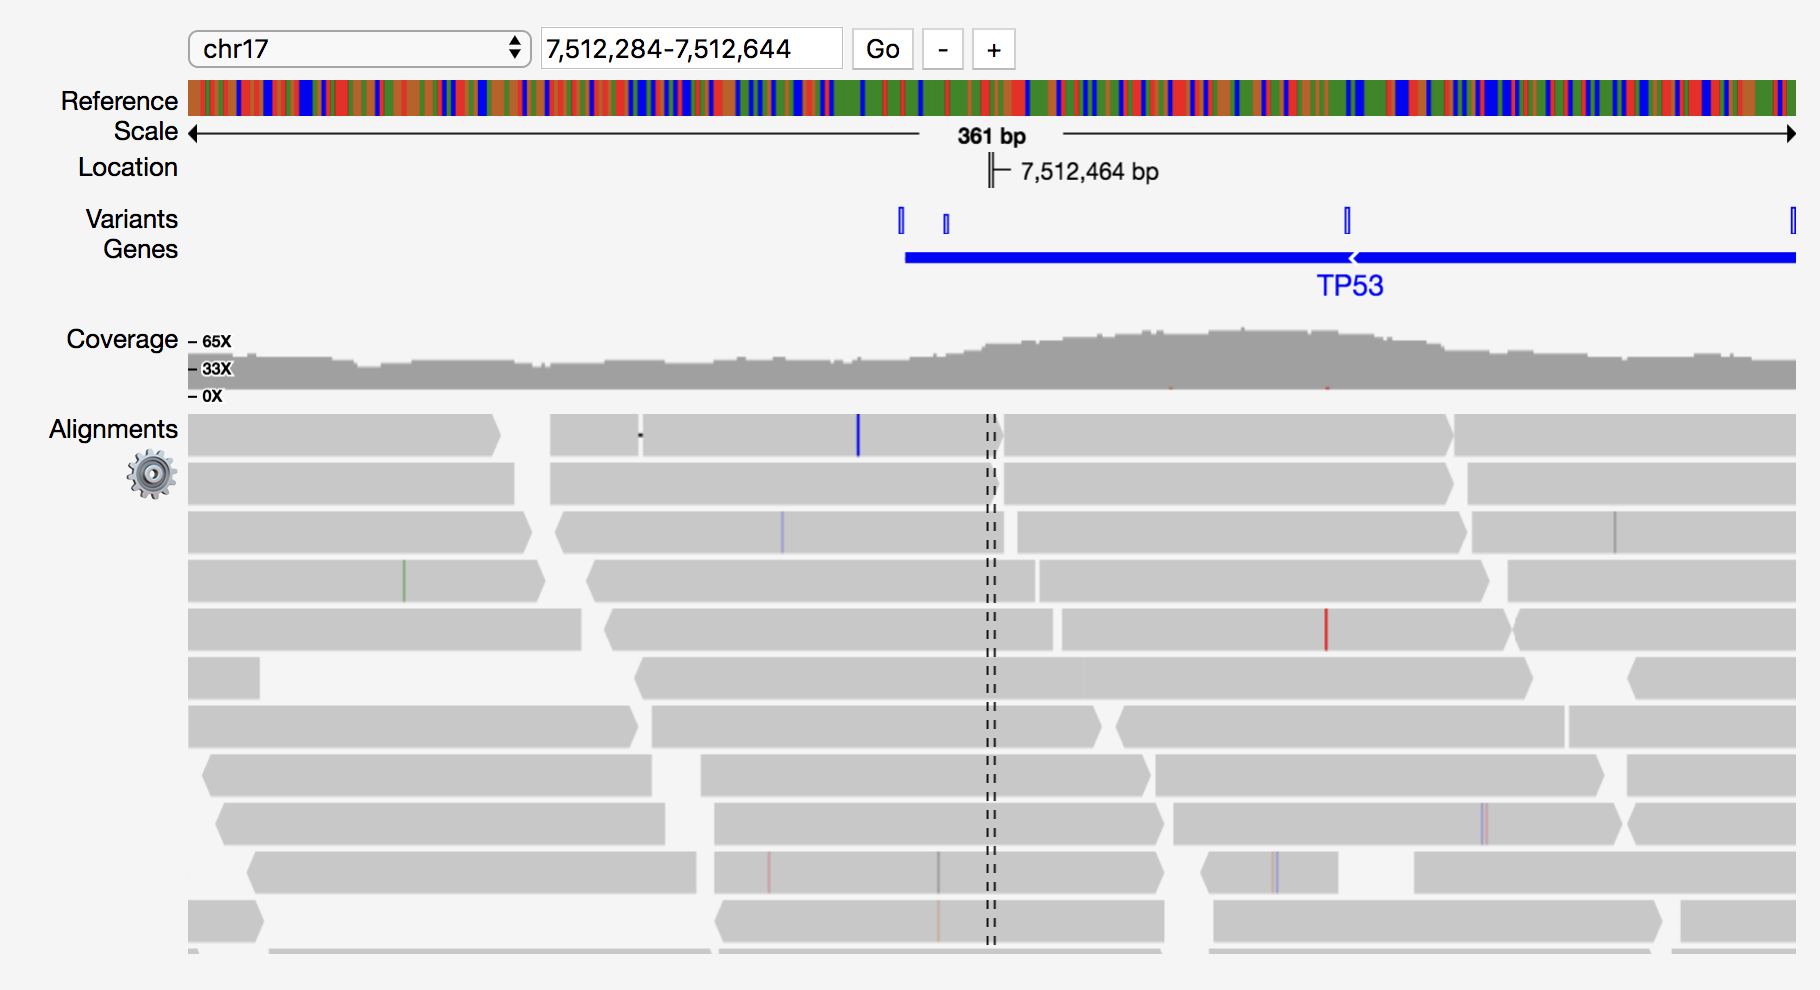 chr17 7,512,284-7,512,644 Go - +
Reference
Scale 361 bp
Location 7,512,464 bp
Variants
Genes
TP53
Coverage 65X
33X
0X
Alignments